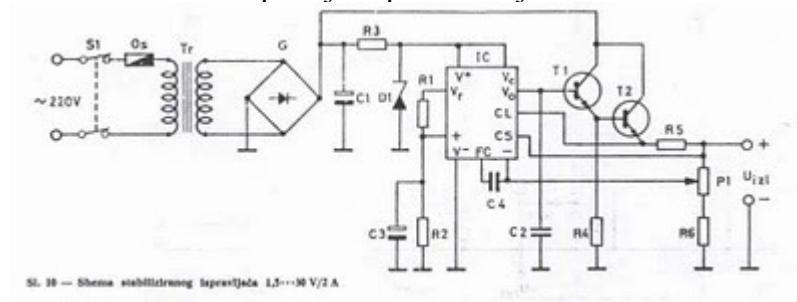 S1 Os Tr G R3 IC T1
V+ Vc
R1 Vr Vo T2
~220V C1 D1 CL
+ CS R5 +
V- FC - P1 Uizl
C4 -
C3 R2 C2 R4 R6
Sl. 10 — Shema stabiliziranog ispravljača 1,5···30 V/2 A